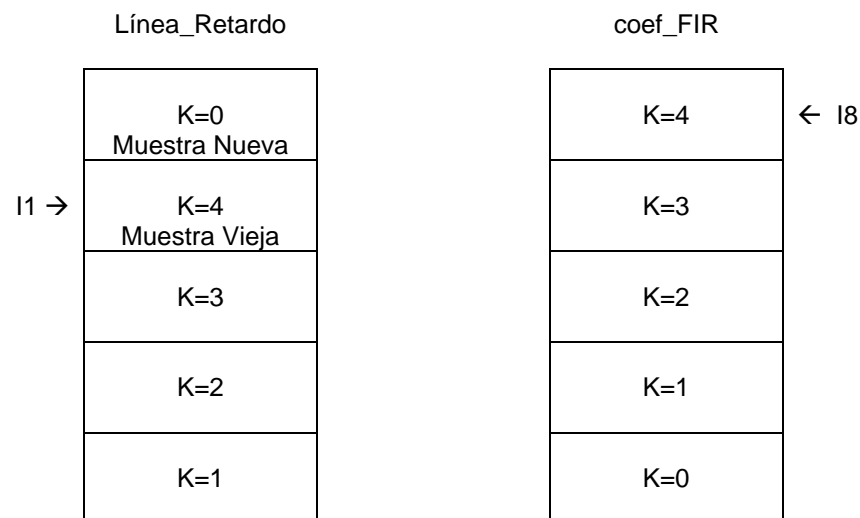 Línea_Retardo
coef_FIR
K=0
Muestra Nueva
K=4
← I8
I1 →
K=4
Muestra Vieja
K=3
K=3
K=2
K=2
K=1
K=1
K=0